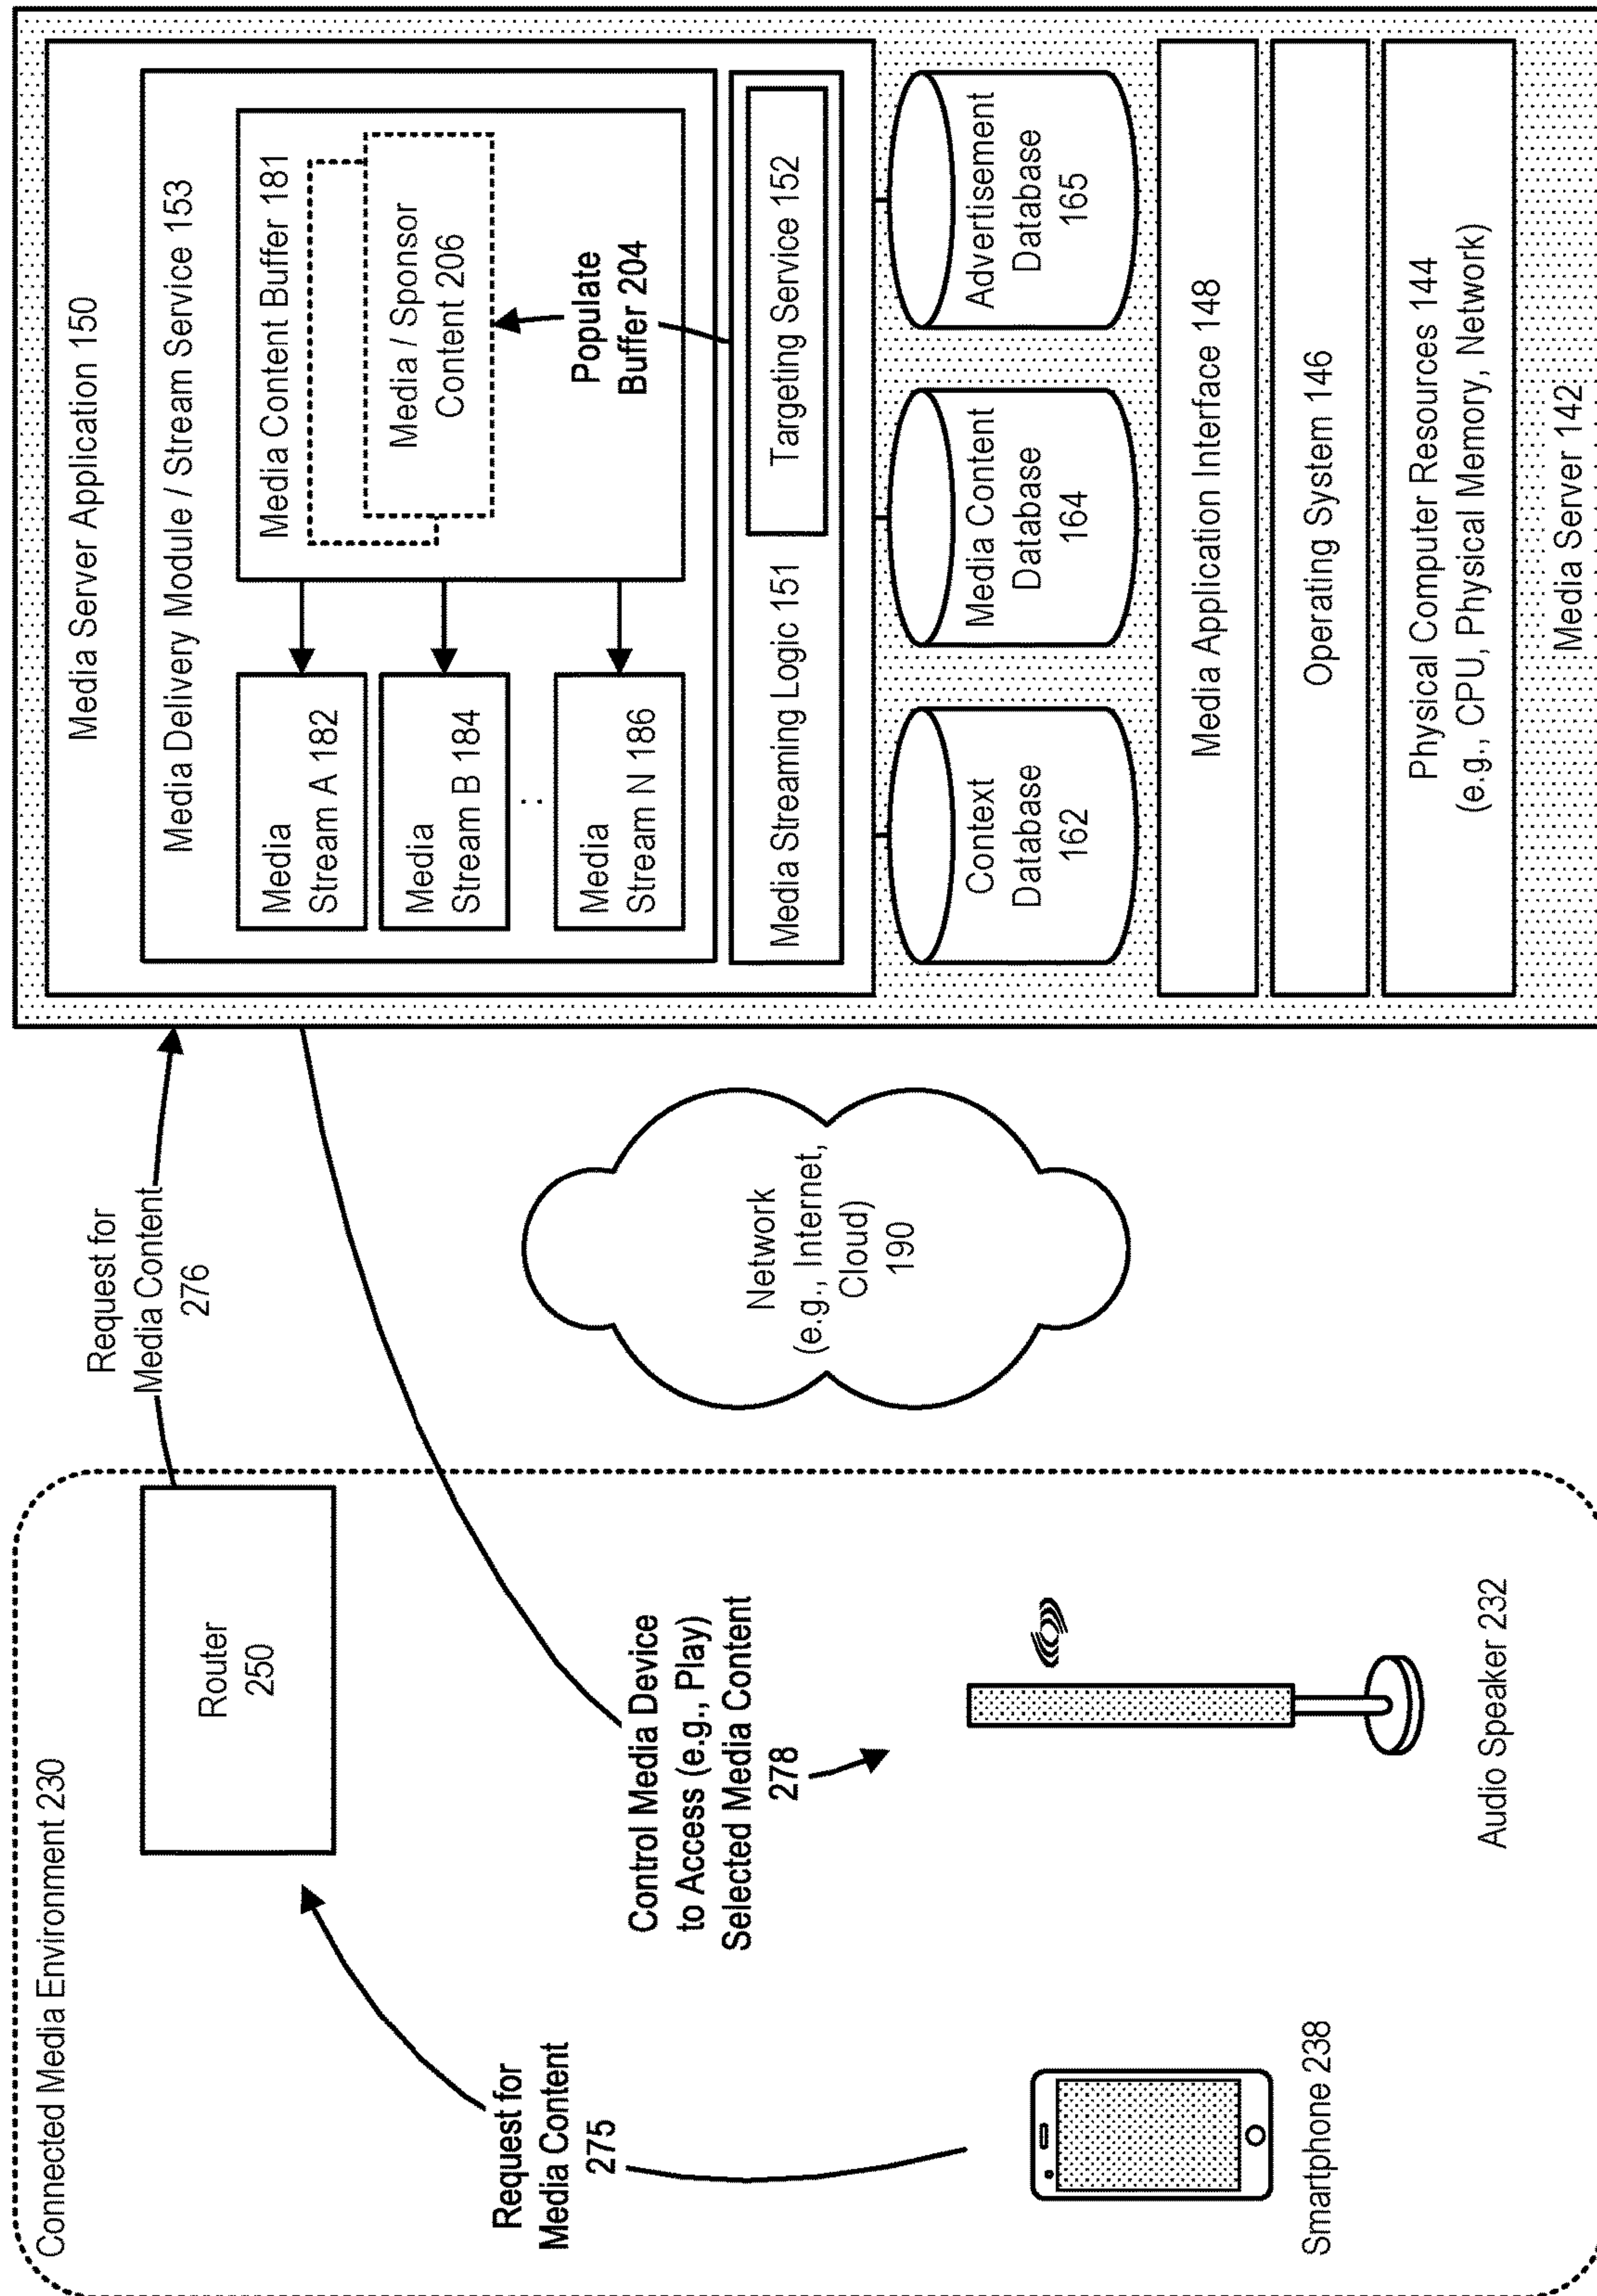 Connected Media Environment 230
Router
250
Request for
Media Content
275
Control Media Device
to Access (e.g., Play)
Selected Media Content
278
Smartphone 238
Audio Speaker 232
Request for
Media Content
276
Network
(e.g., Internet,
Cloud)
190
Media Server Application 150
Media Delivery Module / Stream Service 153
Media
Stream A 182
Media
Stream B 184
:
Media
Stream N 186
Media Content Buffer 181
Media / Sponsor
Content 206
Populate
Buffer 204
Media Streaming Logic 151
Targeting Service 152
Context
Database
162
Media Content
Database
164
Advertisement
Database
165
Media Application Interface 148
Operating System 146
Physical Computer Resources 144
(e.g., CPU, Physical Memory, Network)
Media Server 142